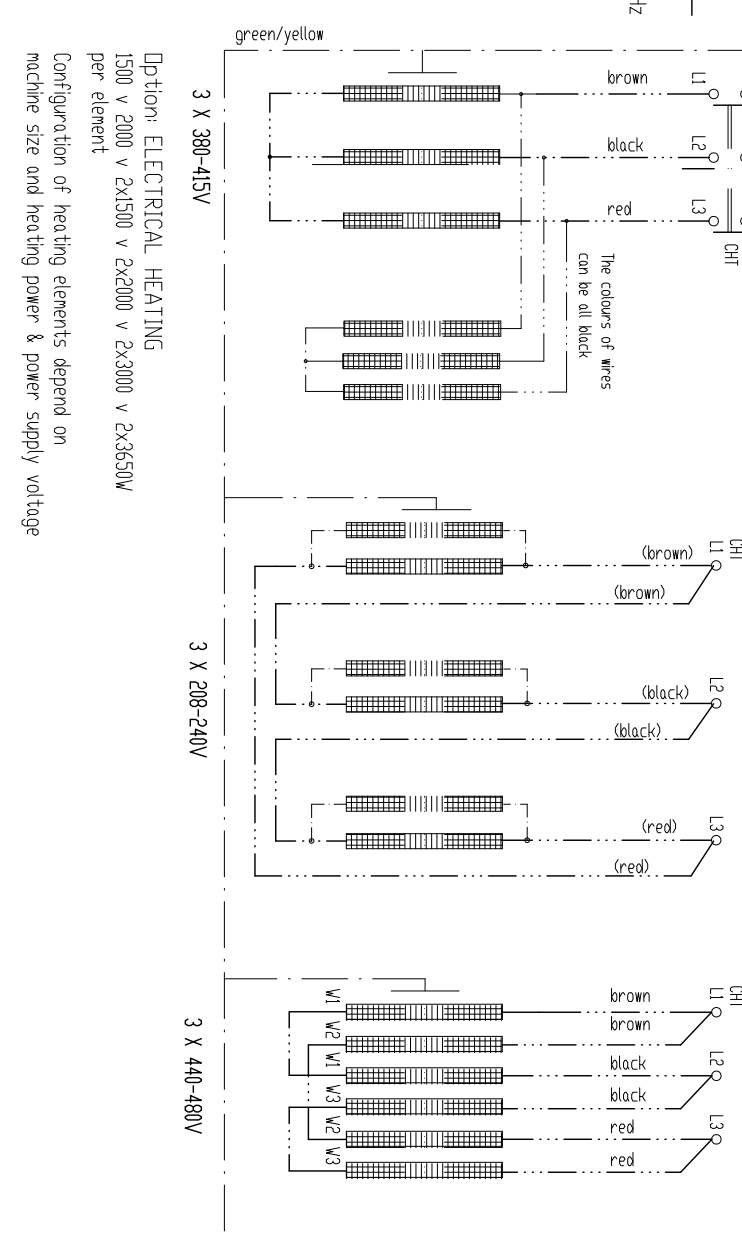 Hz
green/yellow
brown
L1
black
L2
red
L3
CHT
The colours of wires
can be all black
3 X 380-415V
Option: ELECTRICAL HEATING
1500 v 2000 v 2x1500 v 2x2000 v 2x3000 v 2x3650W
per element
Configuration of heating elements depend on
machine size and heating power & power supply voltage
CHT
L1
(brown)
(brown)
L2
(black)
(black)
L3
(red)
(red)
3 X 208-240V
CHT
L1
brown
brown
L2
black
black
L3
red
red
W1
W2
W1
W3
W2
W3
3 X 440-480V